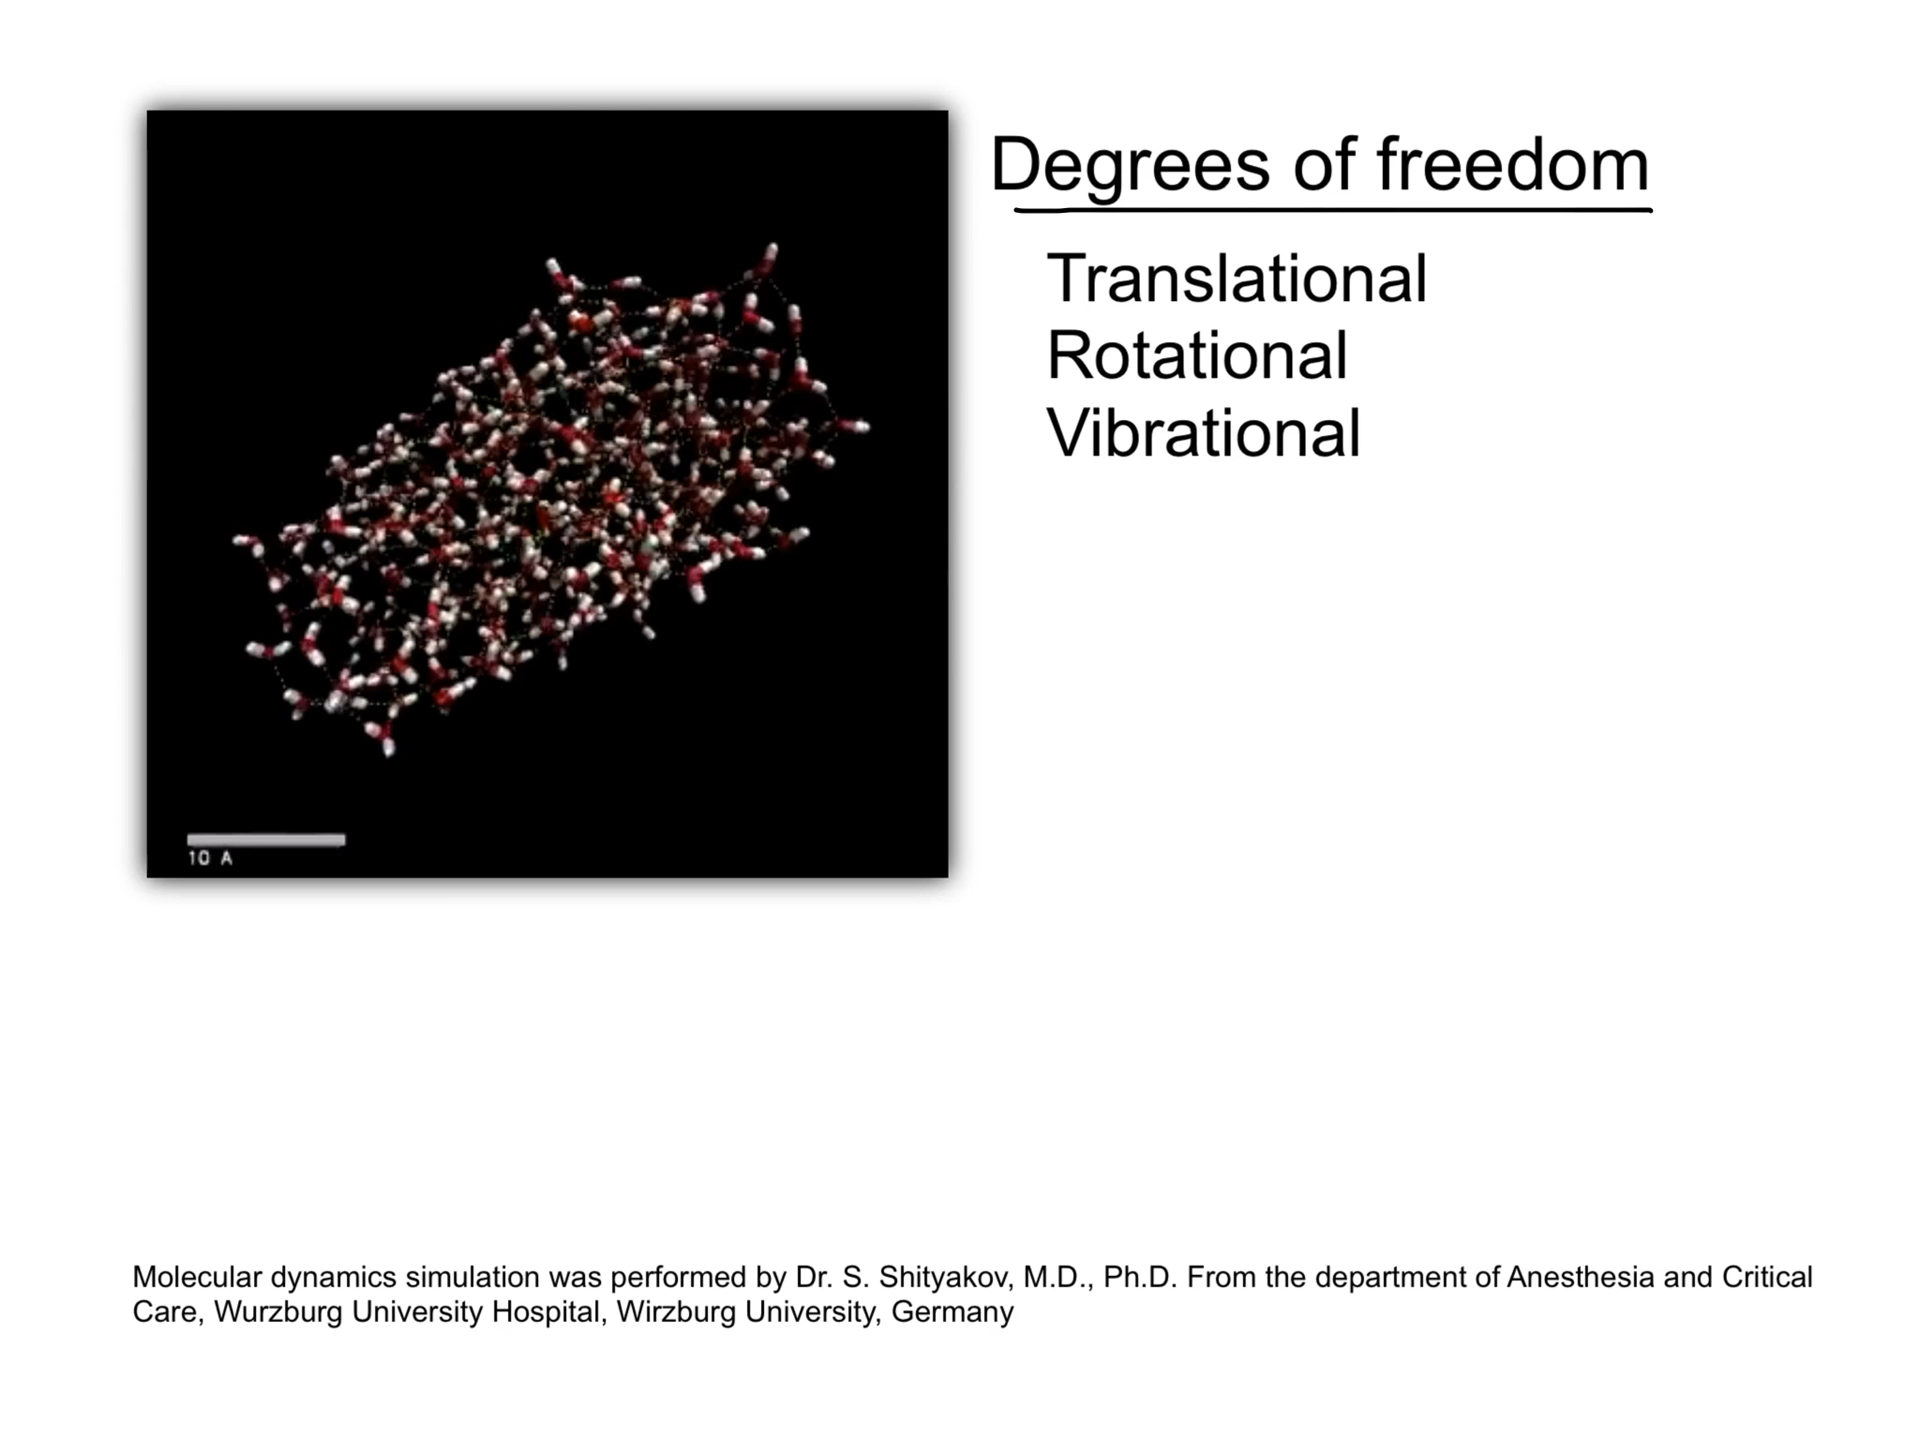 Degrees of freedom
Translational
Rotational
Vibrational
10 A
Molecular dynamics simulation was performed by Dr. S. Shityakov, M.D., Ph.D. From the department of Anesthesia and Critical
Care, Wurzburg University Hospital, Wirzburg University, Germany